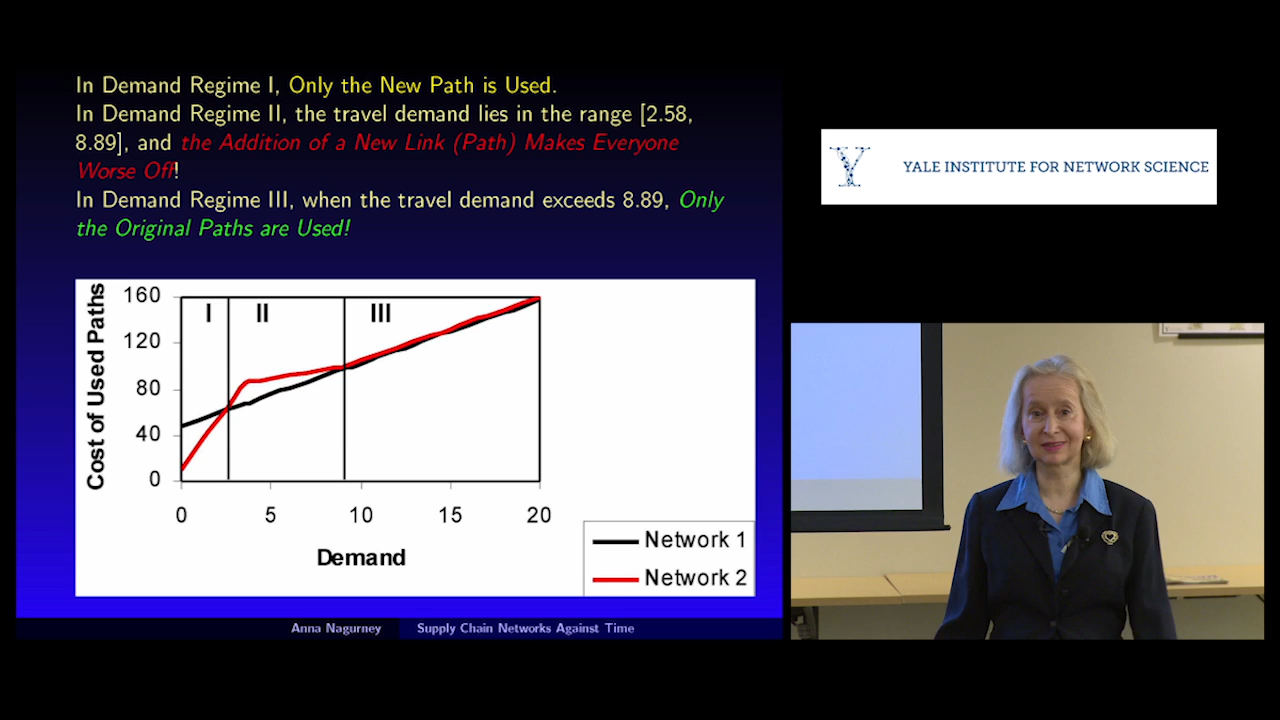 In Demand Regime I, Only the New Path is Used.
In Demand Regime II, the travel demand lies in the range [2.58,
8.89], and the Addition of a New Link (Path) Makes Everyone
Worse Off!
In Demand Regime III, when the travel demand exceeds 8.89, Only
the Original Paths are Used!
Cost of Used Paths
160
120
80
40
0
I
II
III
0
5
10
15
20
Demand
Network 1
Network 2
Anna Nagurney
Supply Chain Networks Against Time
Y
YALE INSTITUTE FOR NETWORK SCIENCE